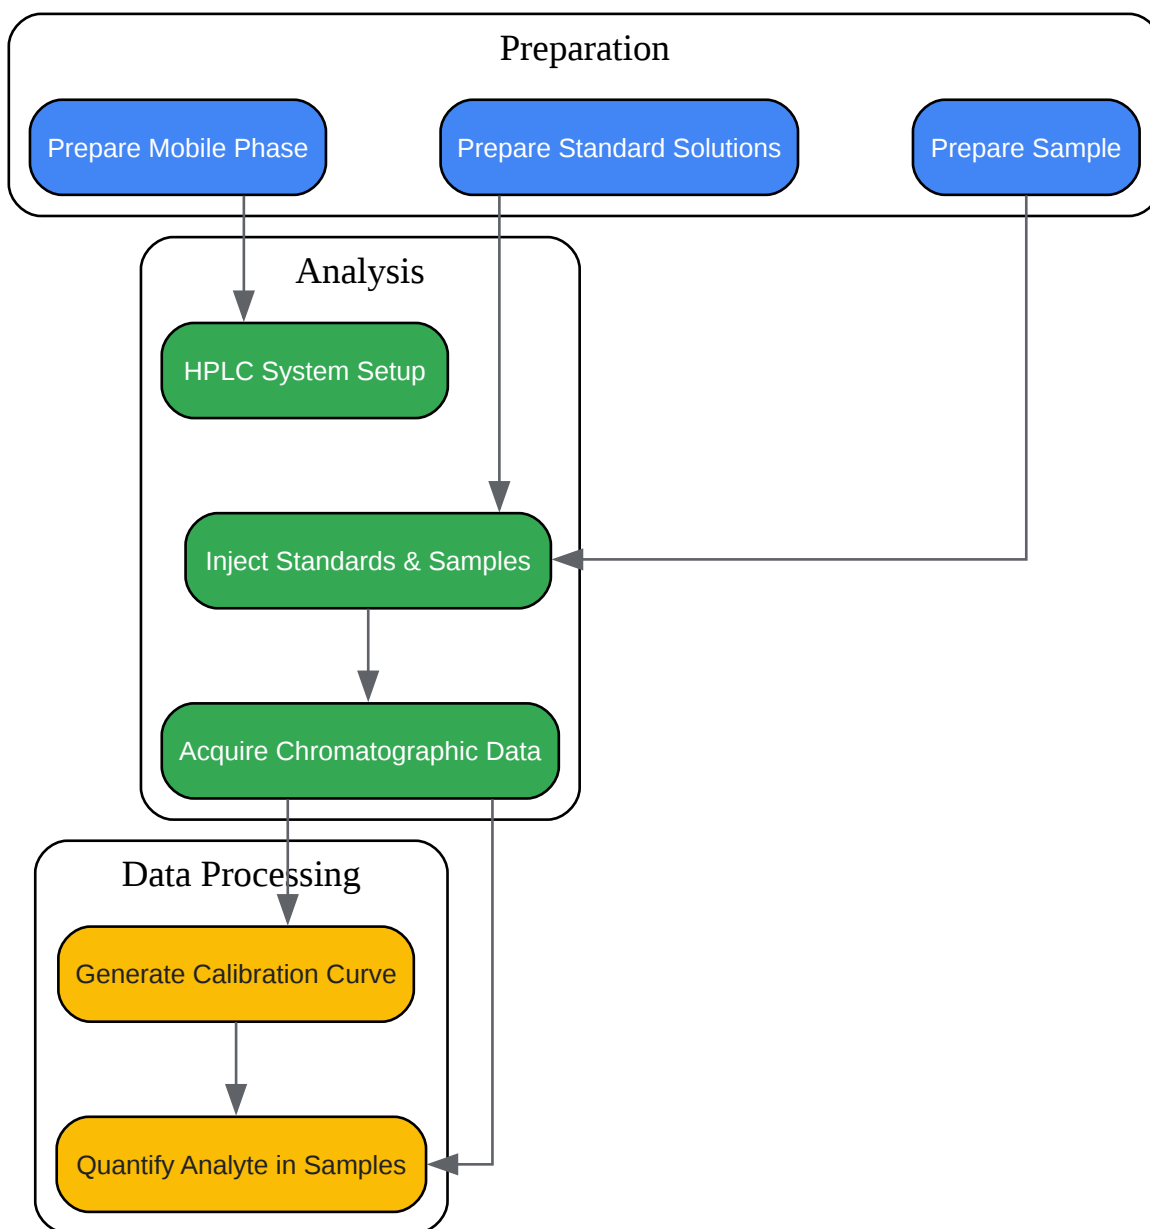 Preparation
Prepare Mobile Phase
Prepare Standard Solutions
Prepare Sample
Analysis
HPLC System Setup
Inject Standards & Samples
Acquire Chromatographic Data
Data Processing
Generate Calibration Curve
Quantify Analyte in Samples